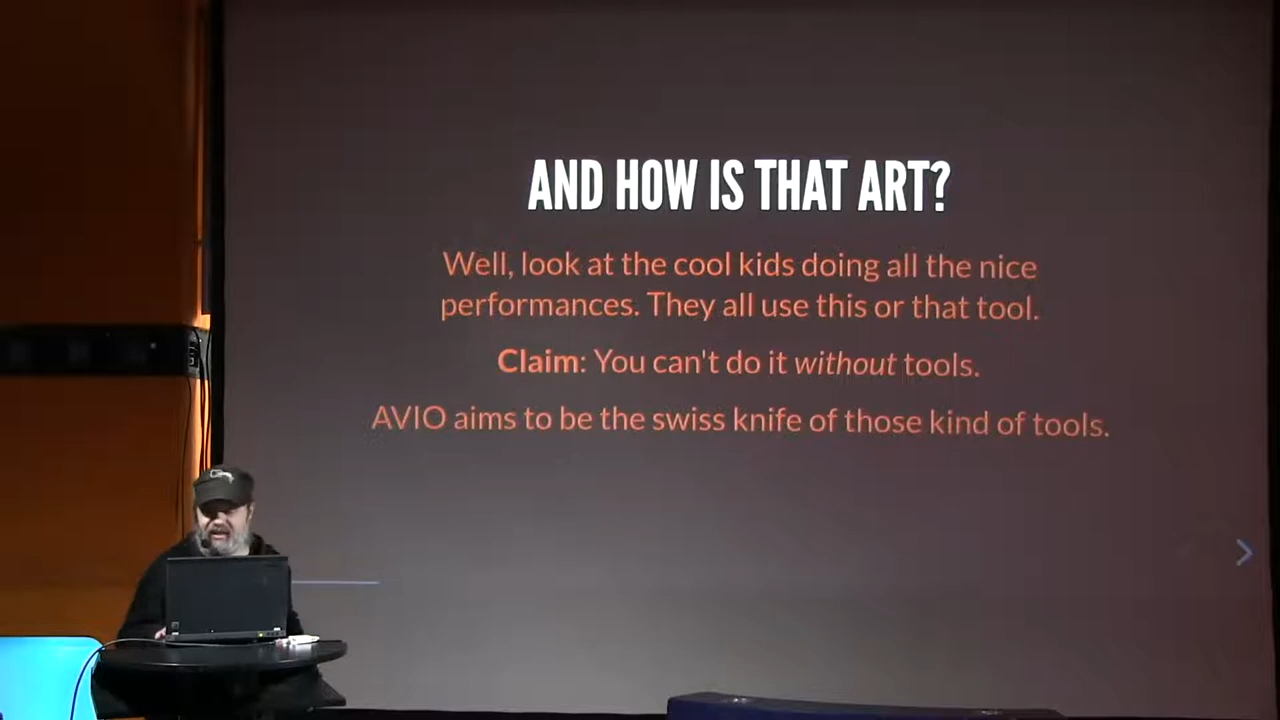 AND HOW IS THAT ART?
Well, look at the cool kids doing all the nice
performances. They all use this or that tool.
Claim: You can't do it without tools.
AVIO aims to be the swiss knife of those kind of tools.